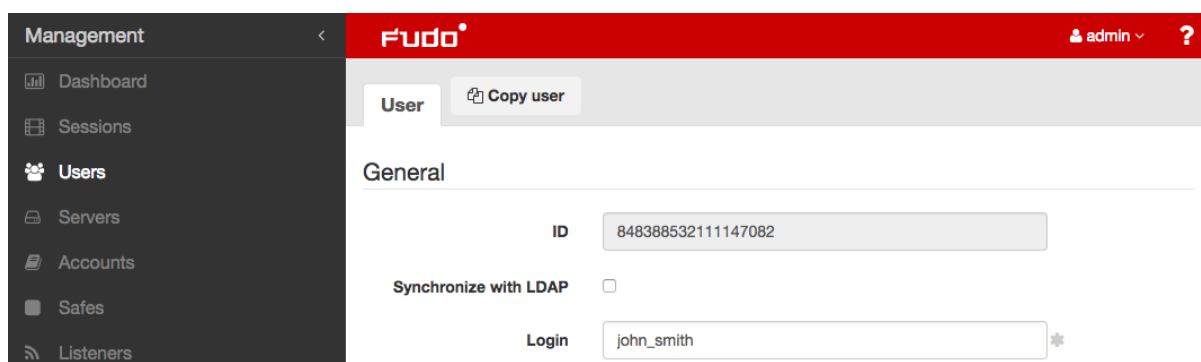 Management
Dashboard
Sessions
Users
Servers
Accounts
Safes
Listeners
FUDO
admin
?
User
Copy user
General
ID
848388532111147082
Synchronize with LDAP
Login
john_smith
*